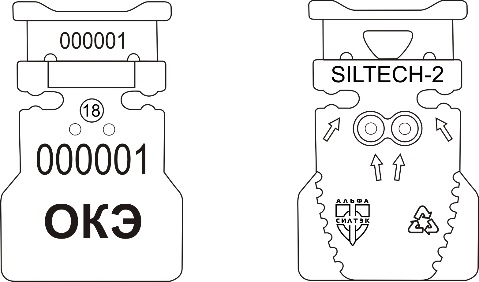 000001
18
000001
ОКЭ
SILTECH-2
АЛЬФА
СИЛТЭК